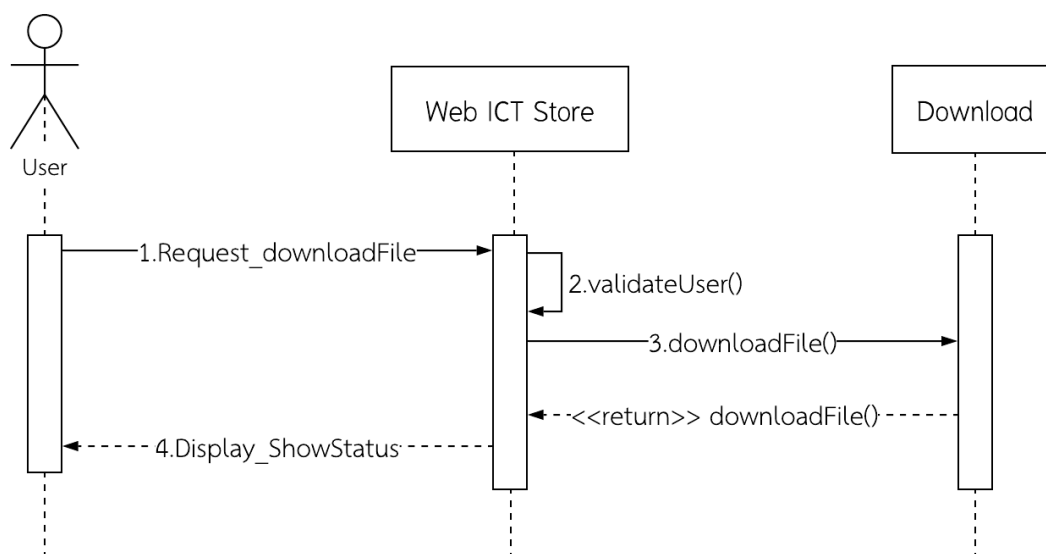 User
Web ICT Store
Download
1.Request_downloadFile
2.validateUser()
3.downloadFile()
<<return>> downloadFile()
4.Display_ShowStatus